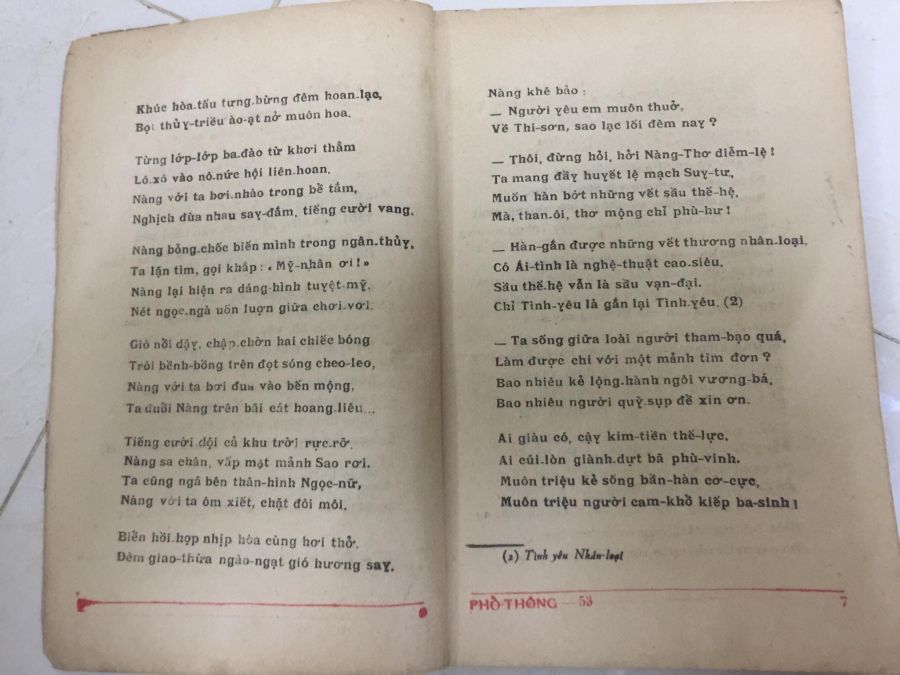 Khúc hòa-tấu tưng-bừng đêm hoan-lạc,
Bọt thủy-triều ào-ạt nở muôn hoa.
Từng lớp-lớp ba-đào từ khơi thẳm
Lô-xô vào nô-nức hội liên-hoan.
Nàng với ta bơi-nhào trong bể tắm,
Nghịch đùa nhau say-đắm, tiếng cười vang.
Nàng bỗng-chốc biến mình trong ngân-thủy,
Ta lặn tìm, gọi khắp : « Mỹ-nhân ơi ! »
Nàng lại hiện ra dáng-hình tuyệt-mỹ,
Nét ngọc-ngà uốn lượn giữa chơi-vơi.
Gió nổi dậy, chập-chờn hai chiếc bóng
Trôi bềnh-bồng trên đọt sóng cheo-leo,
Nàng với ta bơi đua vào bến mộng,
Ta đuổi Nàng trên bãi cát hoang-liêu...
Tiếng cười dội cả khu trời rực-rỡ.
Nàng sa chân, vấp một mảnh Sao rơi.
Ta cũng ngã bên thân-hình Ngọc-nữ,
Nàng với ta ôm xiết, chặt đôi môi.
Biển hồi-hợp nhịp hòa cùng hơi thở.
Đêm giao-thừa ngào-ngạt gió hương say.
Nàng khẽ bảo :
— Người yêu em muôn thuở,
Về Thi-sơn, sao lạc lối đêm nay ?
— Thôi, đừng hỏi, hởi Nàng-Thơ diễm-lệ !
Ta mang đầy huyết lệ mạch Suy-tư,
Muốn hàn bớt những vết sầu thế-hệ,
Mà, than-ôi, thơ mộng chỉ phù-hư !
— Hàn-gắn được những vết thương nhân-loại,
Có Ái-tình là nghệ-thuật cao-siêu.
Sầu thế-hệ vẫn là sầu vạn-đại.
Chỉ Tình-yêu là gắn lại Tình-yêu. (2)
— Ta sống giữa loài người tham-bạo quá,
Làm được chi với một mảnh tim đơn ?
Bao nhiêu kẻ lộng-hành ngôi vương-bá,
Bao nhiêu người quỳ sụp để xin ơn.
Ai giàu có, cậy kim-tiền thế-lực,
Ai cúi-lòn giành-dựt bã phù-vinh.
Muôn triệu kẻ sống bần-hàn cơ-cực,
Muôn triệu người cam-khổ kiếp ba-sinh !
(2) Tình yêu Nhân-loại
PHỔ-THÔNG — 53
7